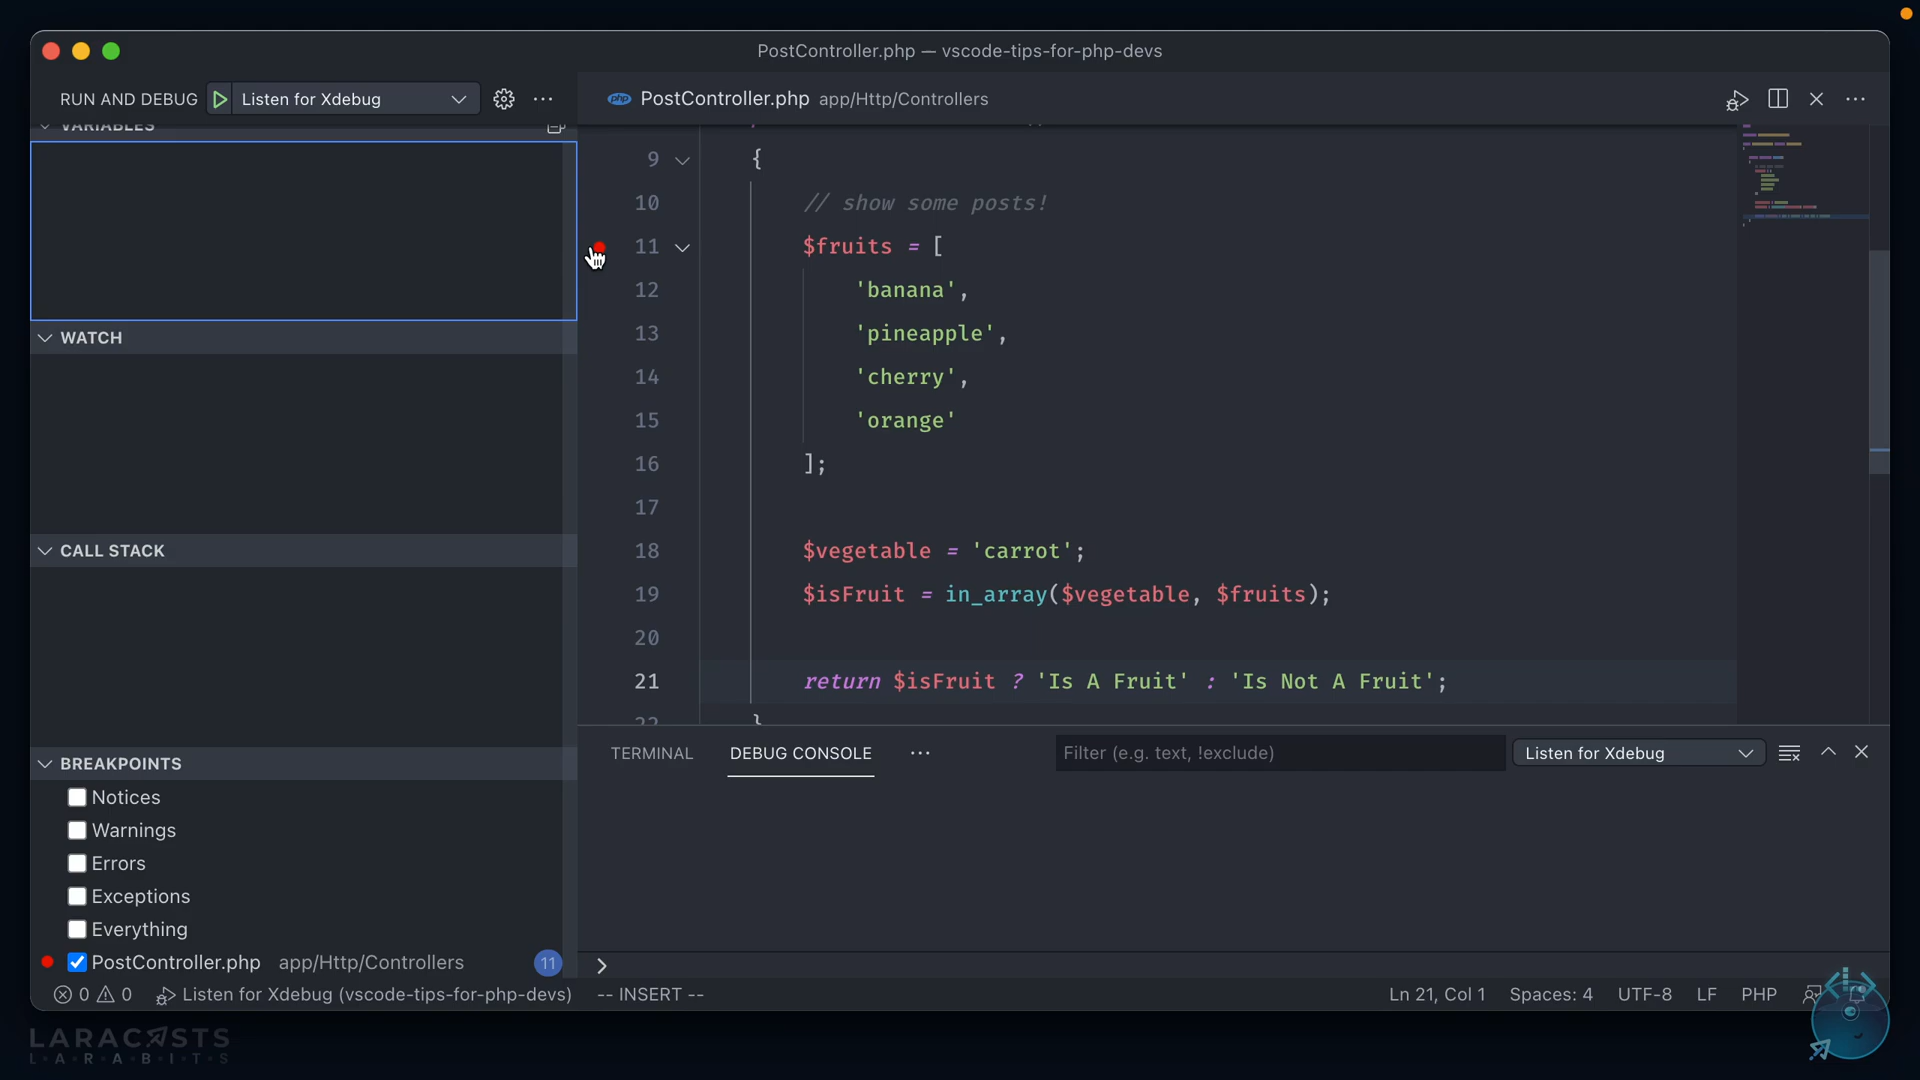 PostController.php — vscode-tips-for-php-devs
RUN AND DEBUG Listen for Xdebug
php PostController.php app/Http/Controllers
VARIABLES
9 {
10 // show some posts!
11 $fruits = [
12 'banana',
13 'pineapple',
14 'cherry',
15 'orange'
16 ];
17
18 $vegetable = 'carrot';
19 $isFruit = in_array($vegetable, $fruits);
20
21 return $isFruit ? 'Is A Fruit' : 'Is Not A Fruit';
22 }
WATCH
CALL STACK
BREAKPOINTS
Notices
Warnings
Errors
Exceptions
Everything
PostController.php app/Http/Controllers 11
TERMINAL DEBUG CONSOLE Filter (e.g. text, !exclude) Listen for Xdebug
0 0 Listen for Xdebug (vscode-tips-for-php-devs) -- INSERT -- Ln 21, Col 1 Spaces: 4 UTF-8 LF PHP
LARACASTS
L·A·R·A·B·I·T·S